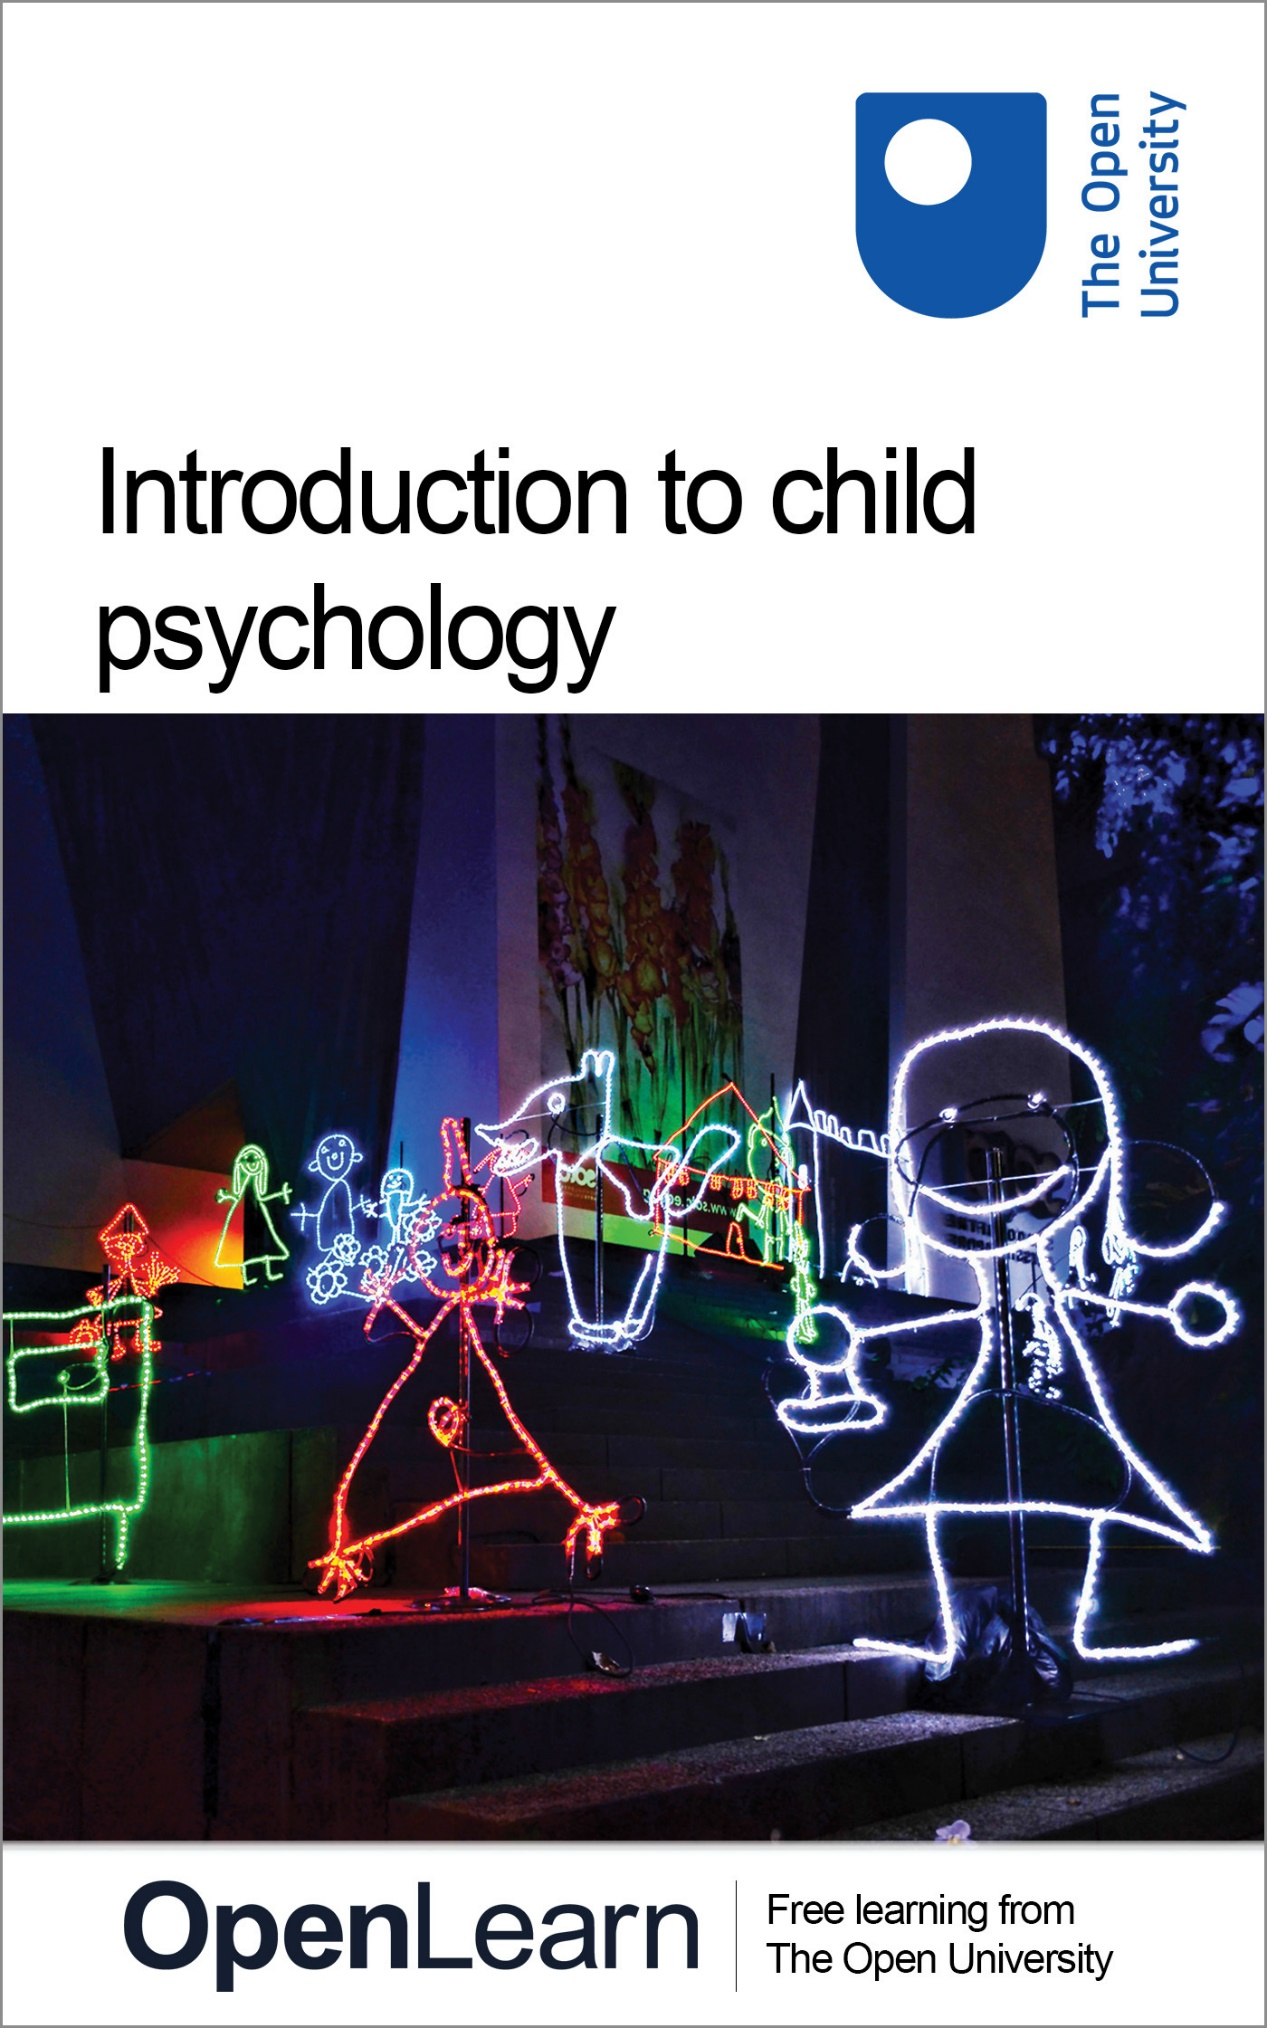 The Open
University
Introduction to child
psychology
OpenLearn
Free learning from
The Open University